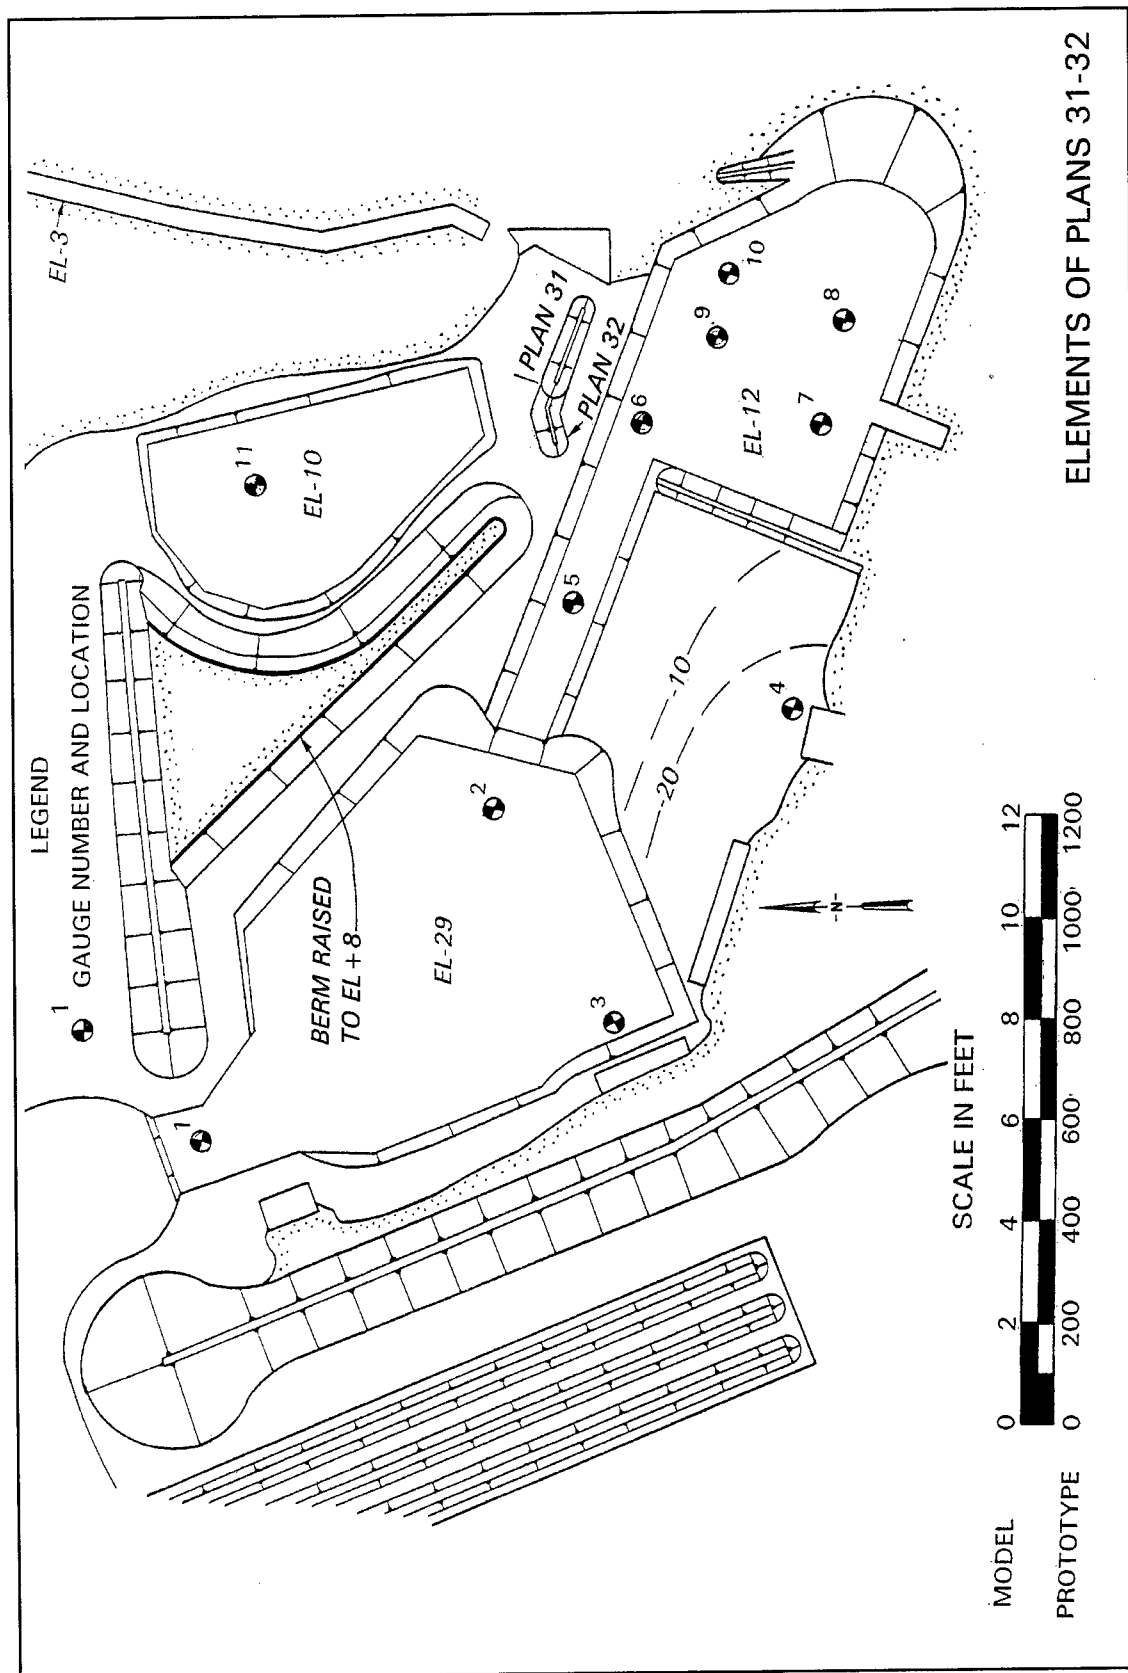 LEGEND
1 GAUGE NUMBER AND LOCATION
EL-3
11
EL-10
PLAN 31
PLAN 32
1
BERM RAISED
TO EL + 8
EL-29
2
3
5
6
9
10
EL-12
7
8
-10
-20
4
-N-
SCALE IN FEET
MODEL 0 2 4 6 8 10 12
PROTOTYPE 0 200 400 600 800 1000 1200
ELEMENTS OF PLANS 31-32